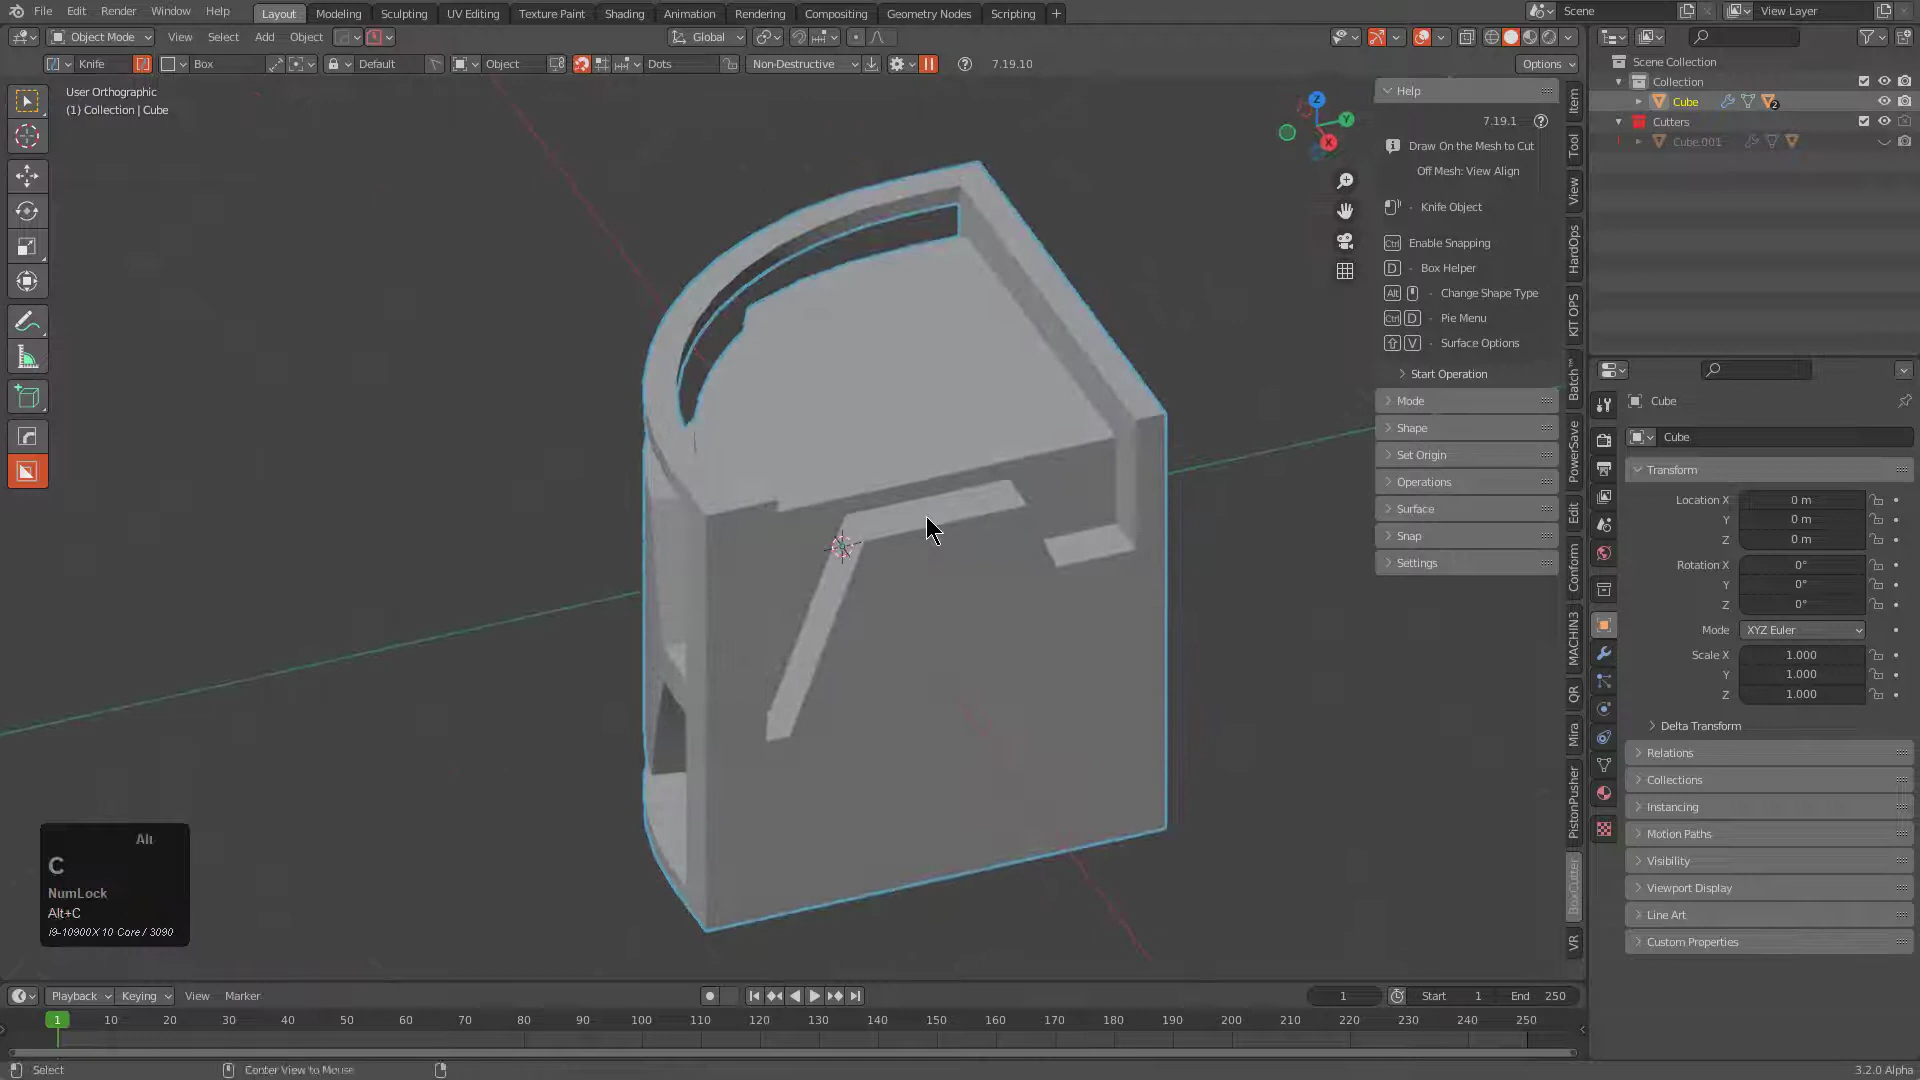 File Edit Render Window Help Layout Modeling Sculpting UV Editing Texture Paint Shading Animation Rendering Compositing Geometry Nodes Scripting + Scene View Layer
Object Mode View Select Add Object Global
Knife Box Default Object Dots Non-Destructive 7.19.10 Options
User Orthographic
(1) Collection | Cube
Z
Y
X
Help
7.19.1
Draw On the Mesh to Cut
Off Mesh: View Align
- Knife Object
Ctrl Enable Snapping
D - Box Helper
Alt - Change Shape Type
Ctrl D - Pie Menu
V - Surface Options
Start Operation
Mode
Shape
Set Origin
Operations
Surface
Snap
Settings
Item
Tool
View
HardOps
KIT OPS
Batch™
PowerSave
Edit
Conform
MACHIN3
QR
Mira
PistonPusher
BoxCutter
VR
Scene Collection
Collection
Cube 2
Cutters
Cube.001
Cube
Cube
Transform
Location X 0 m
Y 0 m
Z 0 m
Rotation X 0°
Y 0°
Z 0°
Mode XYZ Euler
Scale X 1.000
Y 1.000
Z 1.000
Delta Transform
Relations
Collections
Instancing
Motion Paths
Visibility
Viewport Display
Line Art
Custom Properties
Alt
C
NumLock
Alt+C
i9-10900X 10 Core / 3090
Playback Keying View Marker 1 Start 1 End 250
1 10 20 30 40 50 60 70 80 90 100 110 120 130 140 150 160 170 180 190 200 210 220 230 240 250
Select Center View to Mouse 3.2.0 Alpha